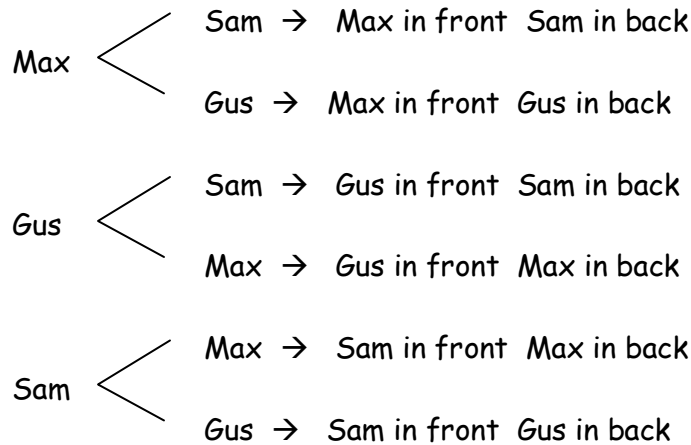 Sam → Max in front Sam in back
Max
Gus → Max in front Gus in back
Sam → Gus in front Sam in back
Gus
Max → Gus in front Max in back
Max → Sam in front Max in back
Sam
Gus → Sam in front Gus in back